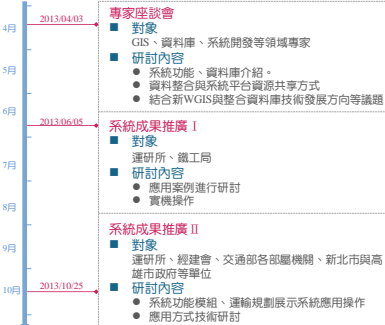 專家座談會
4月
2013/04/03
■ 對象
GIS、資料庫、系統開發等領域專家
■ 研討內容
5月
● 系統功能、資料庫介紹。
● 資料整合與系統平台資源共享方式
● 結合新WGIS與整合資料庫技術發展方向等議題
6月
2013/06/05
系統成果推廣 I
■ 對象
運研所、鐵工局
7月
■ 研討內容
● 應用案例進行研討
● 實機操作
8月
系統成果推廣 II
■ 對象
9月
運研所、經建會、交通部各部屬機關、新北市與高
雄市政府等單位
10月
2013/10/25
■ 研討內容
● 系統功能模組、運輸規劃展示系統應用操作
● 應用方式技術研討